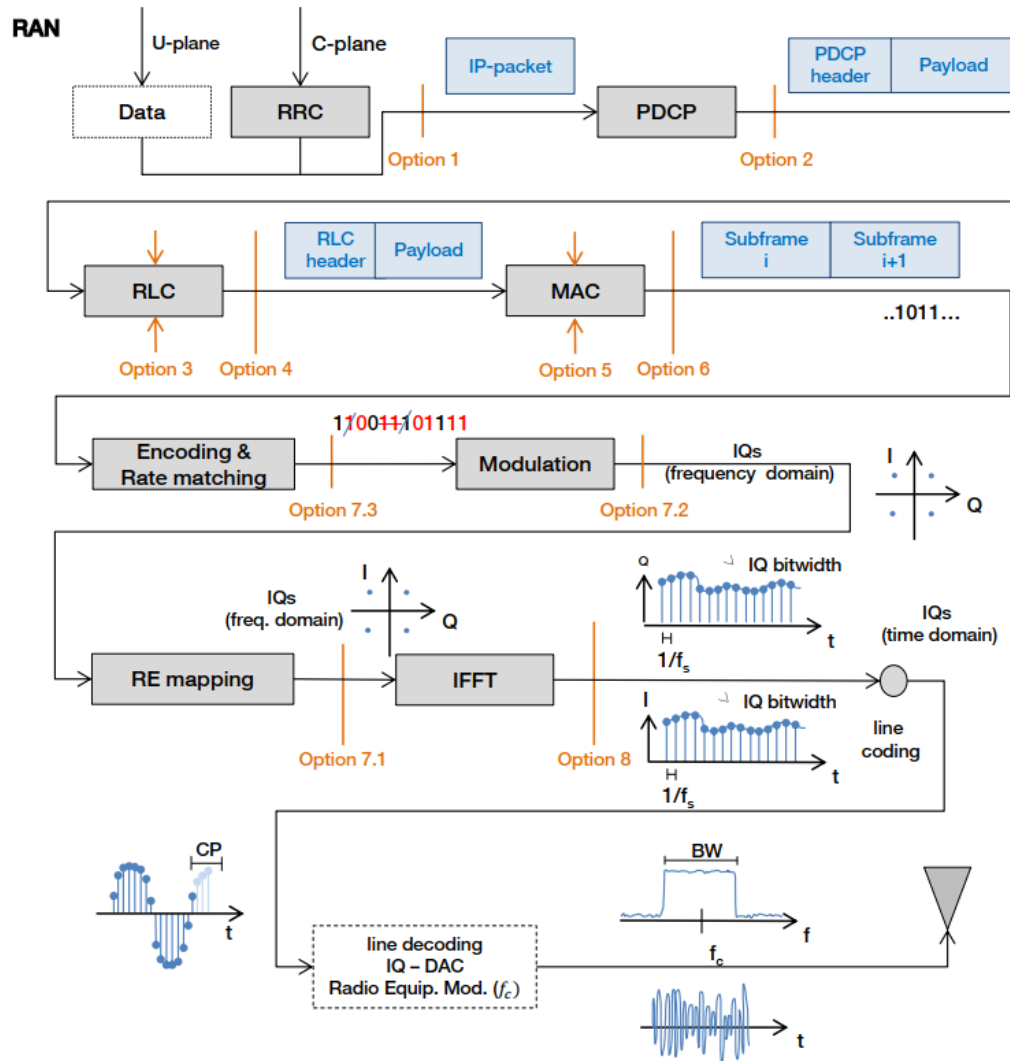 RAN
U-plane
C-plane
IP-packet
PDCP
header
Payload
Data
RRC
PDCP
Option 1
Option 2
RLC
header
Payload
Subframe
i
Subframe
i+1
RLC
MAC
..1011...
Option 3
Option 4
Option 5
Option 6
1100111101111
Encoding &
Rate matching
Modulation
IQs
(frequency domain)
I
Q
Option 7.3
Option 7.2
IQs
(freq. domain)
I
Q
Q
IQ bitwidth
t
1/fs
IQs
(time domain)
RE mapping
IFFT
I
IQ bitwidth
t
1/fs
line
coding
Option 7.1
Option 8
CP
t
BW
f
fc
line decoding
IQ – DAC
Radio Equip. Mod. (fc)
t